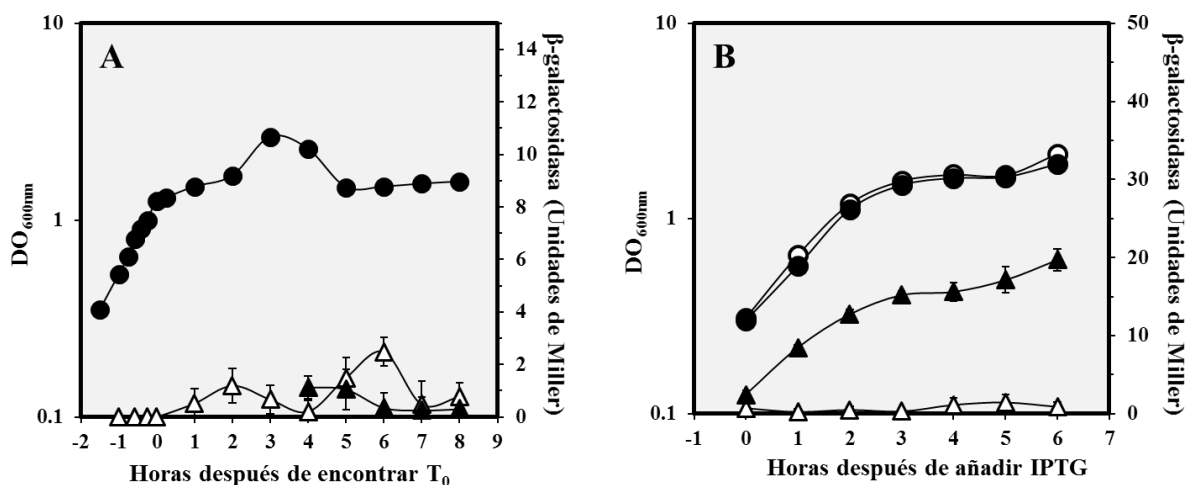 A
10
1
0.1
DO600nm
14
12
10
8
6
4
2
0
β-galactosidasa (Unidades de Miller)
-2 -1 0 1 2 3 4 5 6 7 8 9
Horas después de encontrar T0
B
10
1
0.1
DO600nm
50
40
30
20
10
0
β-galactosidasa (Unidades de Miller)
-1 0 1 2 3 4 5 6 7
Horas después de añadir IPTG